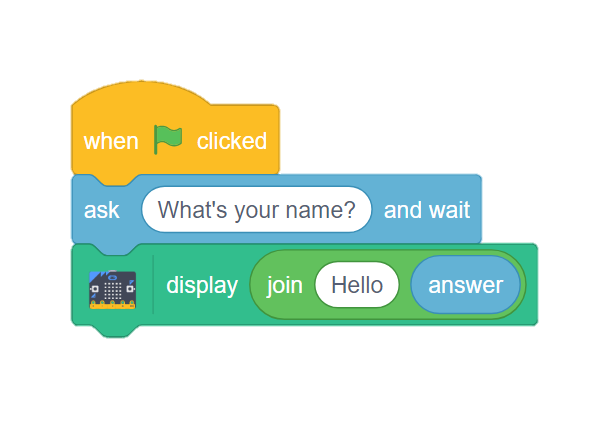 when clicked
ask What's your name? and wait
display join Hello answer